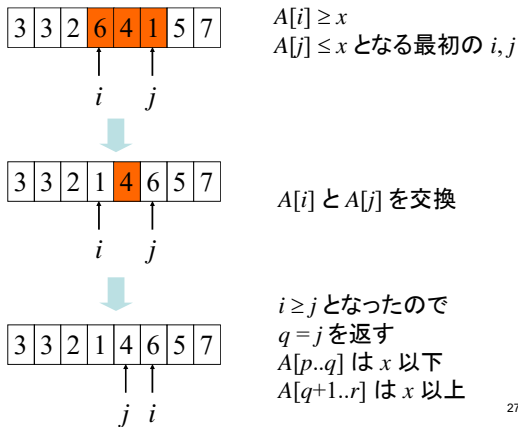 3 3 2 6 4 1 5 7
i j
A[i] ≥ x
A[j] ≤ x となる最初の i, j
3 3 2 1 4 6 5 7
i j
A[i] と A[j] を交換
3 3 2 1 4 6 5 7
j i
i ≥ j となったので
q = j を返す
A[p..q] は x 以下
A[q+1..r] は x 以上
27